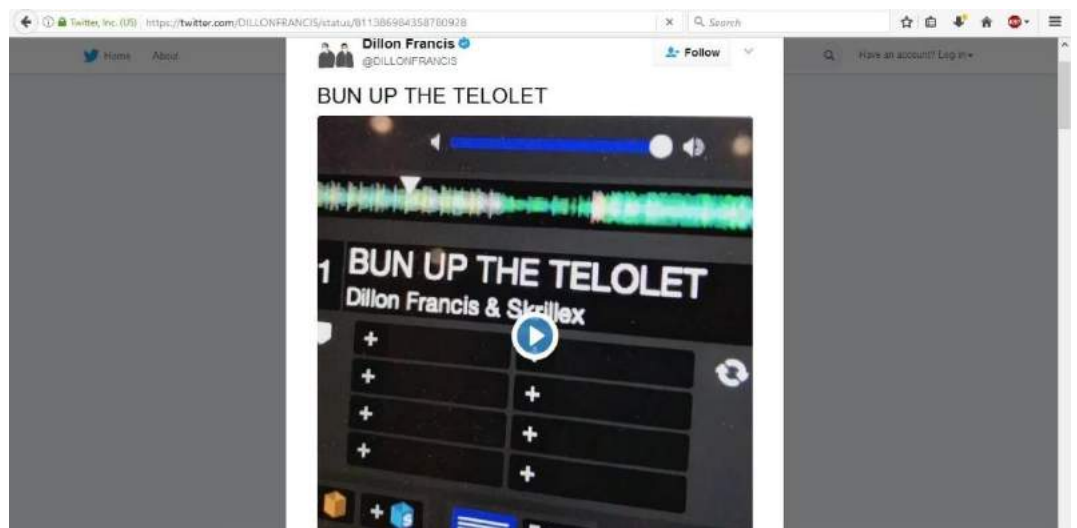 Twitter, Inc. (US) https://twitter.com/DILLONFRANCIS/status/811386984358780928
Search
Home About
Have an account? Log in
Dillon Francis
@DILLONFRANCIS
Follow
BUN UP THE TELOLET
1 BUN UP THE TELOLET
Dillon Francis & Skrillex